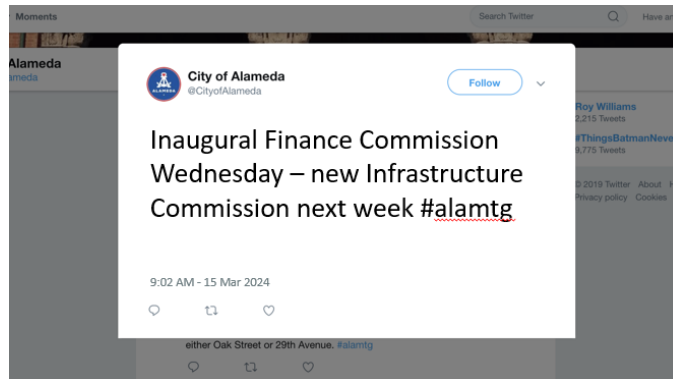 Moments
Search Twitter
Have an
Alameda
ameda
City of Alameda
@CityofAlameda
Follow
ALAMEDA
Inaugural Finance Commission
Wednesday – new Infrastructure
Commission next week #alamtg
9:02 AM - 15 Mar 2024
Roy Williams
2,215 Tweets
#ThingsBatmanNeve
9,775 Tweets
© 2019 Twitter About H
Privacy policy Cookies
either Oak Street or 29th Avenue. #alamtg